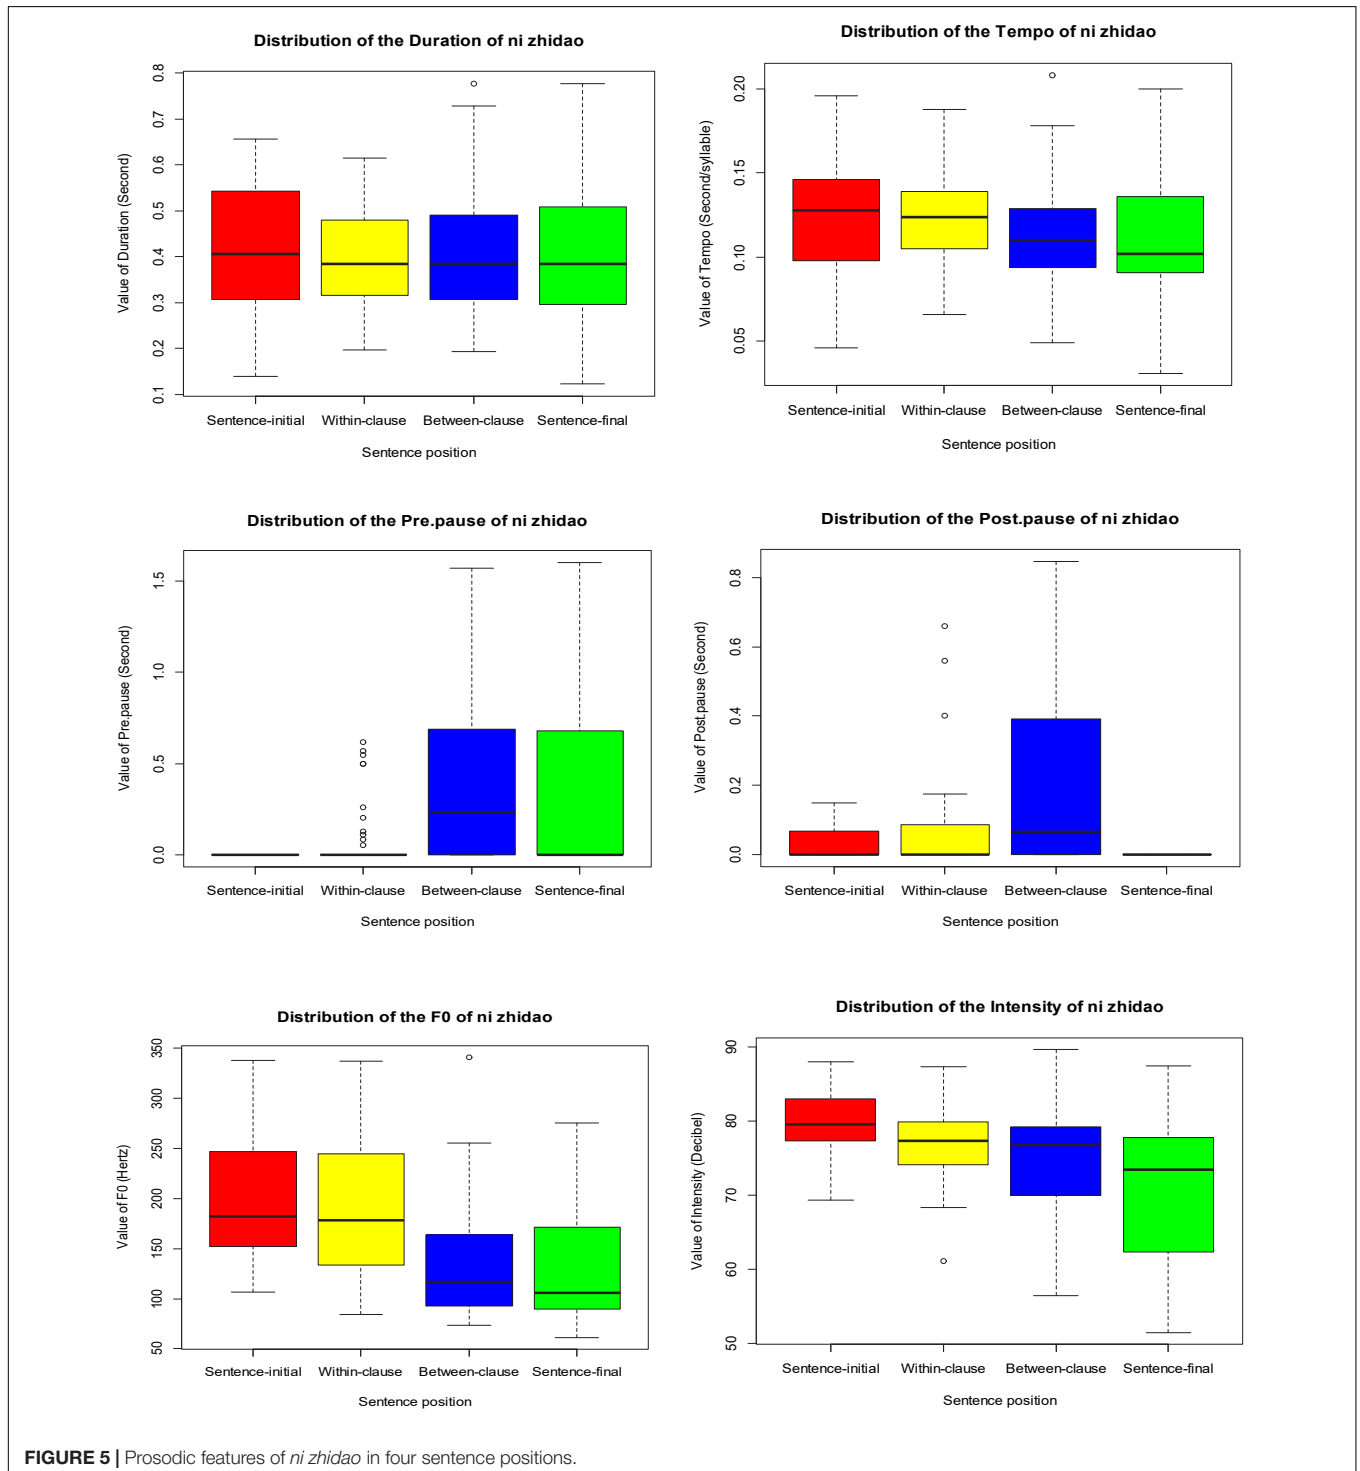 Distribution of the Duration of ni zhidao
Value of Duration (Second)
0.1 0.2 0.3 0.4 0.5 0.6 0.7 0.8
Sentence-initial Within-clause Between-clause Sentence-final
Sentence position
Distribution of the Tempo of ni zhidao
Value of Tempo (Second/syllable)
0.05 0.10 0.15 0.20
Sentence-initial Within-clause Between-clause Sentence-final
Sentence position
Distribution of the Pre.pause of ni zhidao
Value of Pre.pause (Second)
0.0 0.5 1.0 1.5
Sentence-initial Within-clause Between-clause Sentence-final
Sentence position
Distribution of the Post.pause of ni zhidao
Value of Post.pause (Second)
0.0 0.2 0.4 0.6 0.8
Sentence-initial Within-clause Between-clause Sentence-final
Sentence position
Distribution of the F0 of ni zhidao
Value of F0 (Hertz)
50 100 150 200 250 300 350
Sentence-initial Within-clause Between-clause Sentence-final
Sentence position
Distribution of the Intensity of ni zhidao
Value of Intensity (Decibel)
50 60 70 80 90
Sentence-initial Within-clause Between-clause Sentence-final
Sentence position
FIGURE 5 | Prosodic features of ni zhidao in four sentence positions.